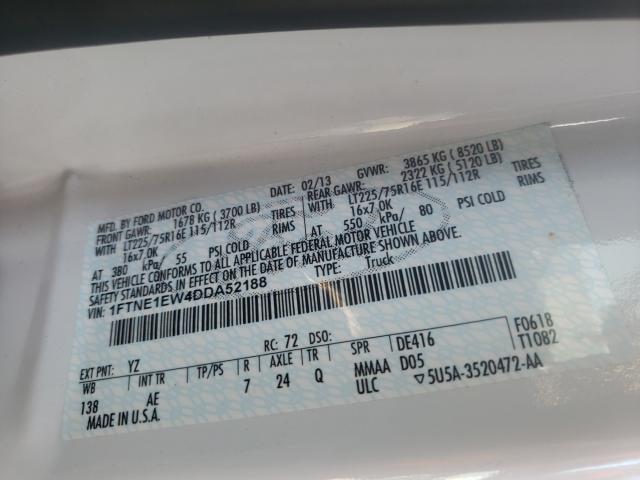 MFD. BY FORD MOTOR CO.
DATE: 02/13 GVWR: 3865 KG ( 8520 LB)
FRONT GAWR: 1678 KG ( 3700 LB) REAR GAWR: 2322 KG ( 5120 LB)
WITH LT225/75R16E 115/112R TIRES WITH LT225/75R16E 115/112R TIRES
16x7.0K RIMS 16x7.0K RIMS
AT 380 kPa/ 55 PSI COLD AT 550 kPa/ 80 PSI COLD
THIS VEHICLE CONFORMS TO ALL APPLICABLE FEDERAL MOTOR VEHICLE
SAFETY STANDARDS IN EFFECT ON THE DATE OF MANUFACTURE SHOWN ABOVE.
VIN: 1FTNE1EW4DDA52188
TYPE: Truck
F0618
T1082
EXT PNT: YZ RC: 72 DSO:
WB INT TR TP/PS R AXLE TR SPR DE416
138 AE 7 24 Q MMAA D05
MADE IN U.S.A. ULC ▽5U5A-3520472-AA